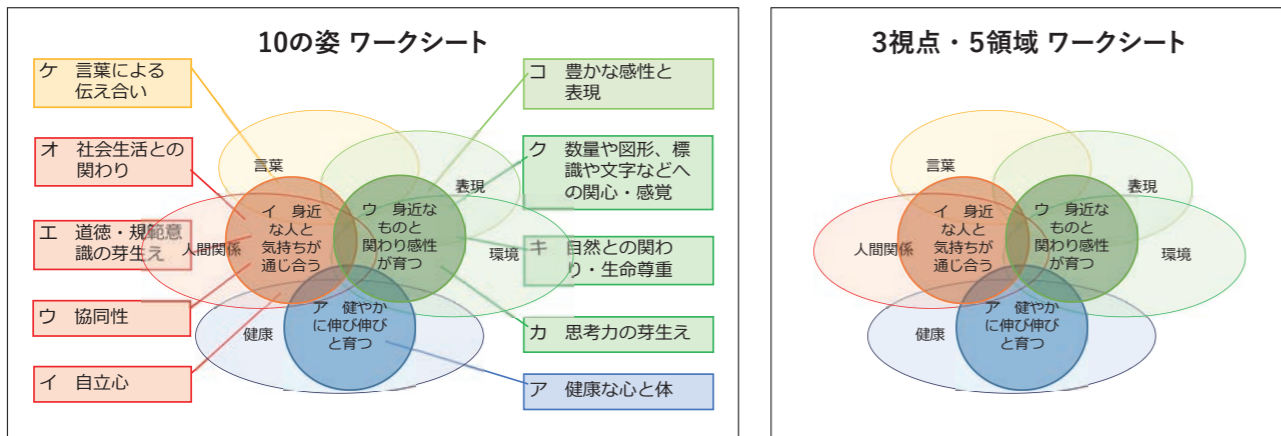 10の姿 ワークシート
ケ 言葉による
伝え合い
オ 社会生活との
関わり
エ 道徳・規範意
識の芽生え
ウ 協同性
イ 自立心
コ 豊かな感性と
表現
ク 数量や図形、標
識や文字などへ
の関心・感覚
キ 自然との関わ
り・生命尊重
カ 思考力の芽生え
ア 健康な心と体
言葉
表現
人間関係
環境
健康
イ 身近
な人と
気持ちが
通じ合う
ウ 身近な
ものと
関わり感性
が育つ
ア 健やか
に伸び伸び
と育つ
3視点・5領域 ワークシート
言葉
表現
人間関係
環境
健康
イ 身近
な人と
気持ちが
通じ合う
ウ 身近な
ものと
関わり感性
が育つ
ア 健やか
に伸び伸び
と育つ